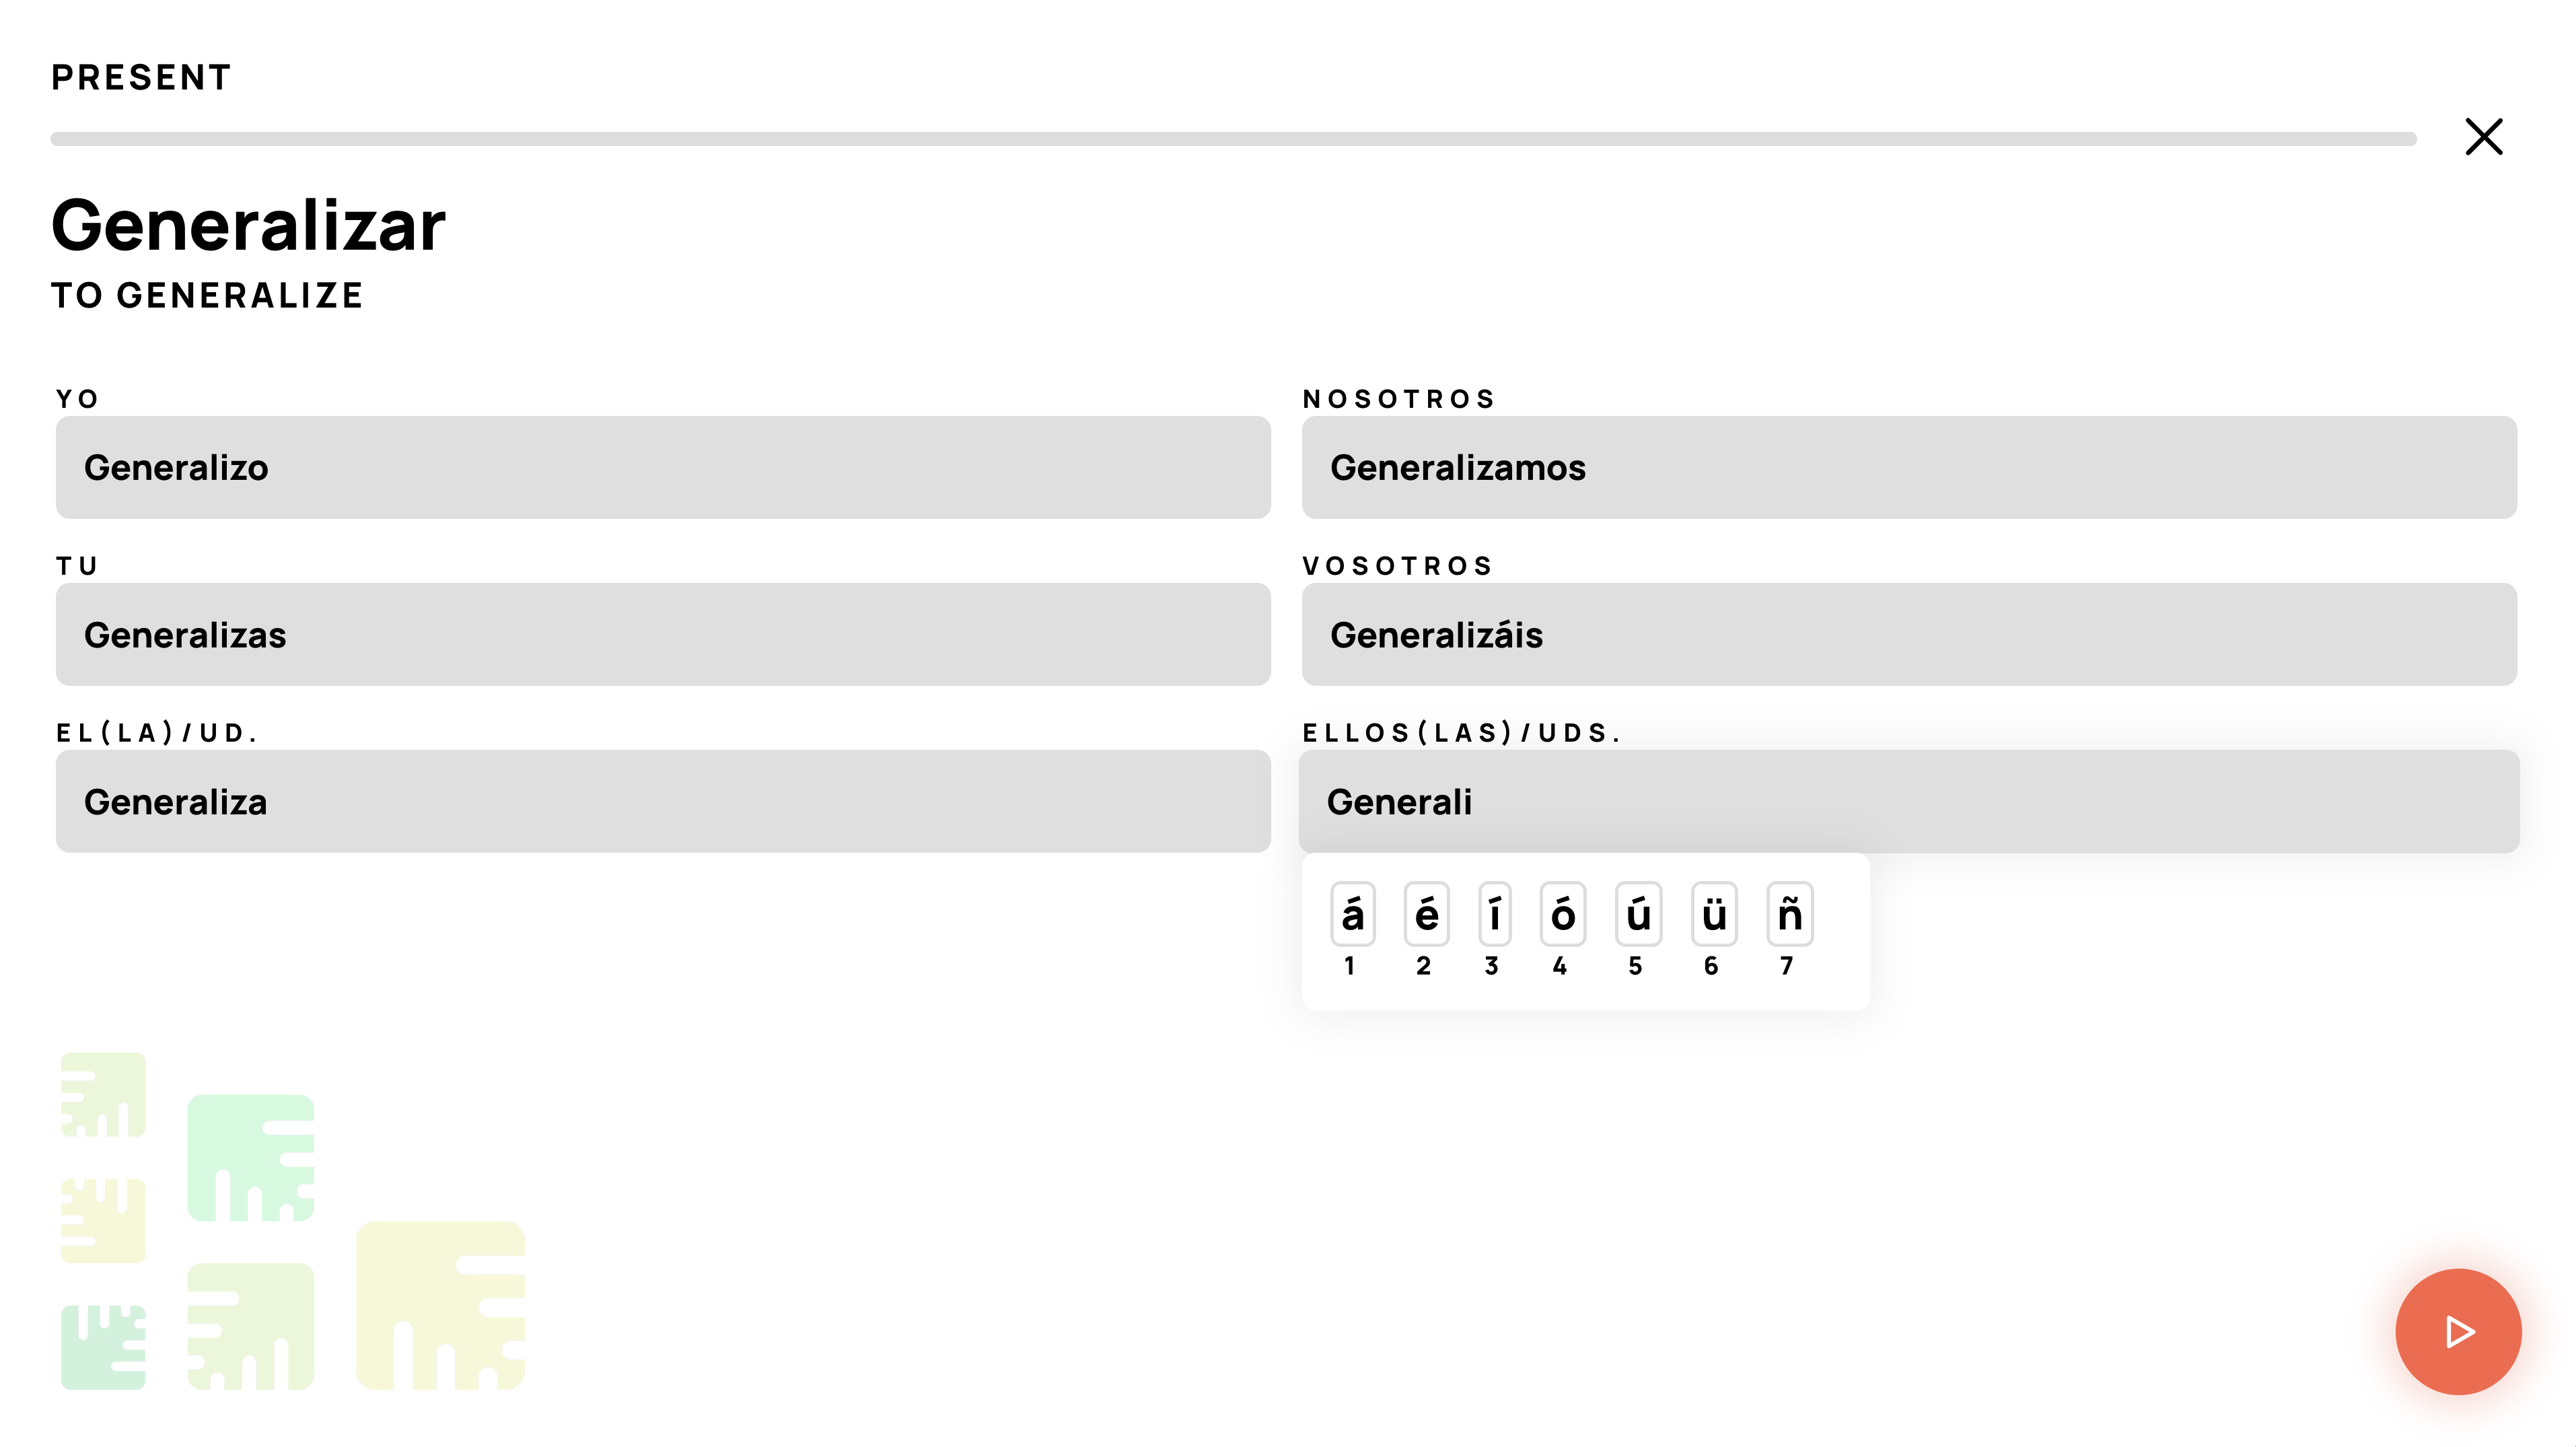 PRESENT
Generalizar
TO GENERALIZE
YO
Generalizo
NOSOTROS
Generalizamos
TU
Generalizas
VOSOTROS
Generalizáis
EL(LA)/UD.
Generaliza
ELLOS(LAS)/UDS.
Generali
á é í ó ú ü ñ
1 2 3 4 5 6 7